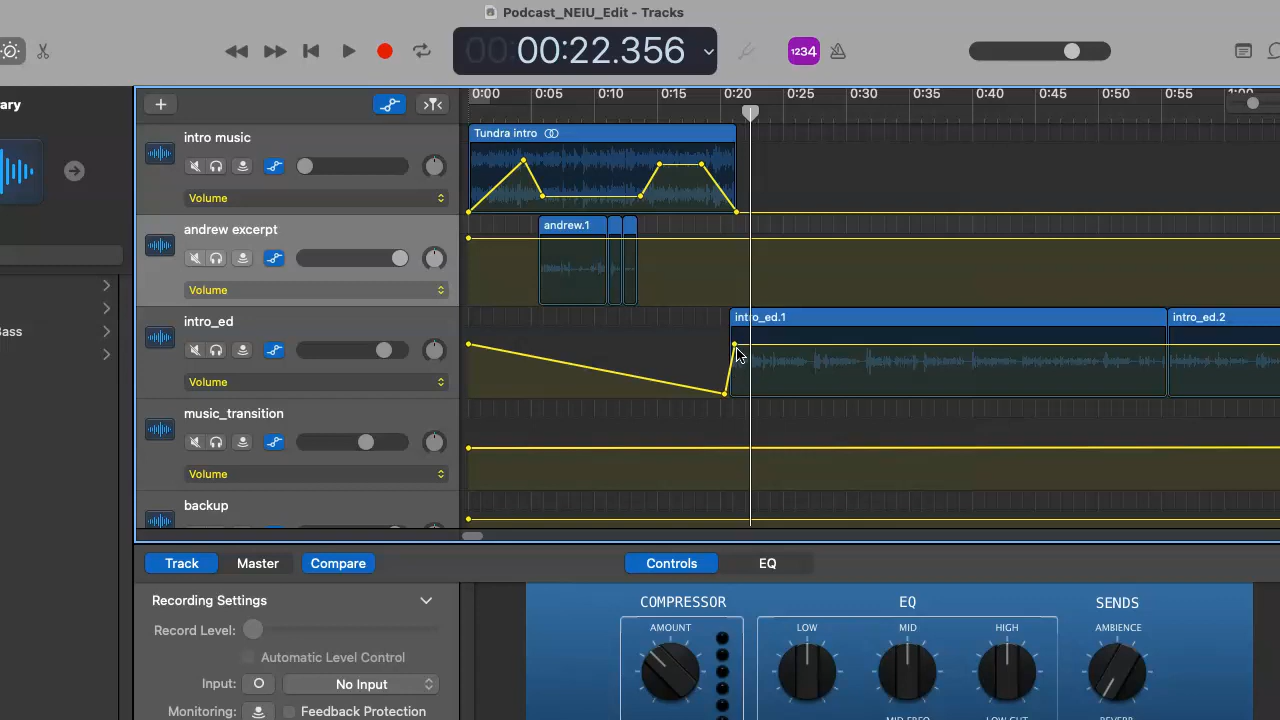 Podcast_NEIU_Edit - Tracks
00:00:22.356
1234
ary
0:00 0:05 0:10 0:15 0:20 0:25 0:30 0:35 0:40 0:45 0:50 0:55
intro music
Tundra intro
Volume
andrew excerpt
andrew.1
Volume
intro_ed
intro_ed.1
intro_ed.2
Bass
Volume
music_transition
Volume
backup
Track Master Compare
Controls EQ
Recording Settings
Record Level:
Automatic Level Control
Input: No Input
Monitoring: Feedback Protection
COMPRESSOR EQ SENDS
AMOUNT LOW MID HIGH AMBIENCE